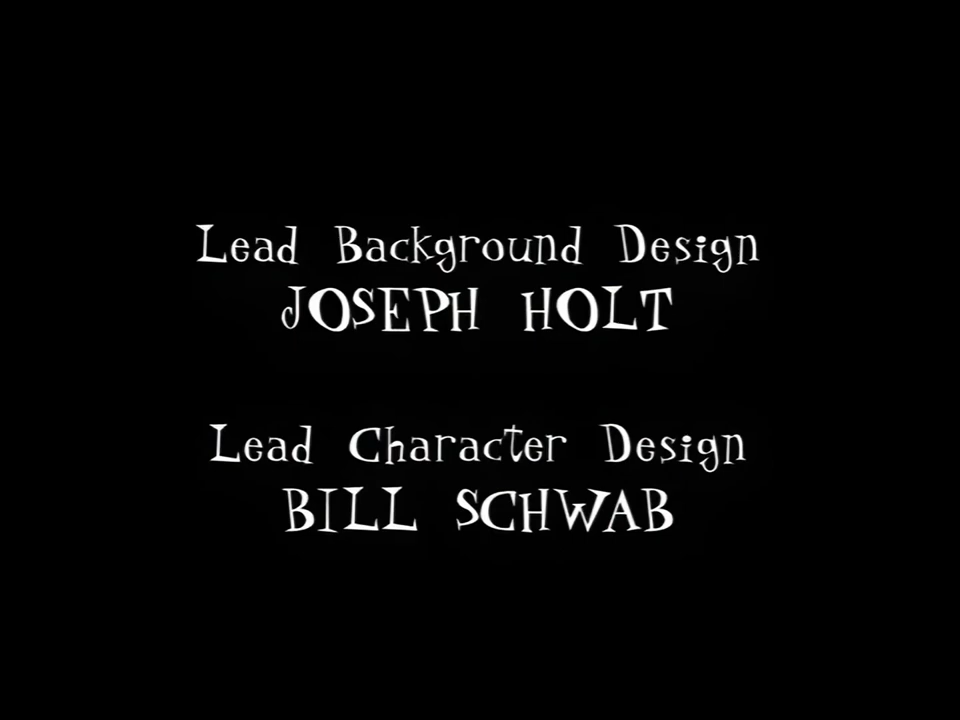 Lead Background Design
JOSEPH HOLT
Lead Character Design
BILL SCHWAB